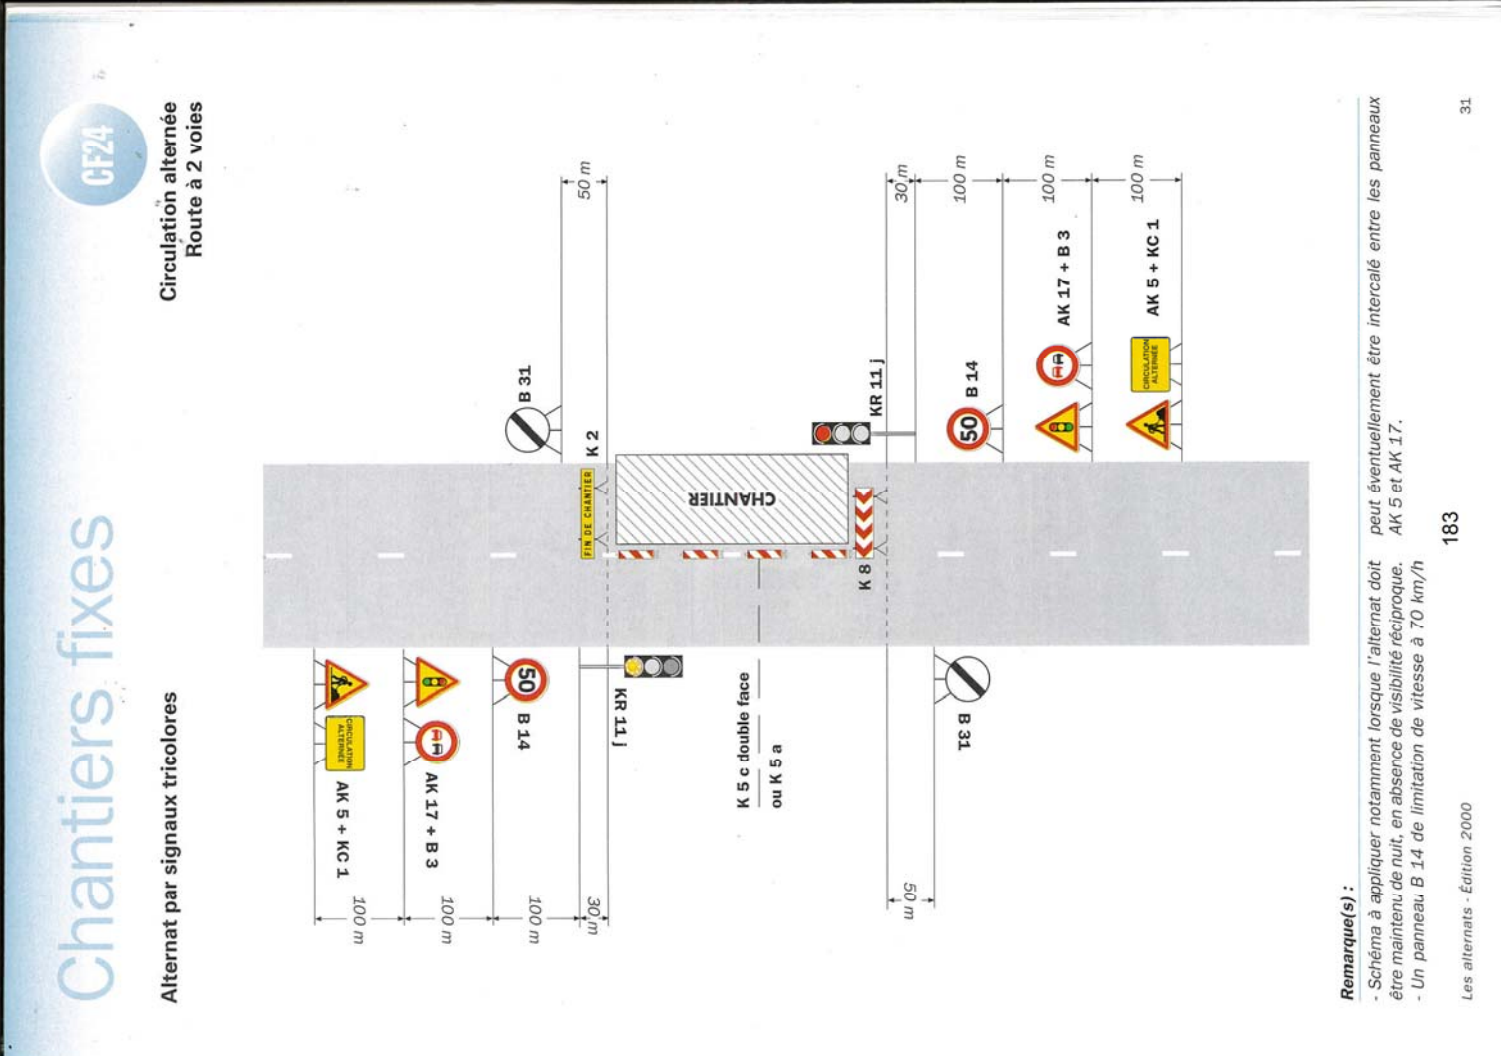 Chantiers fixes
CF24
Alternat par signaux tricolores
Circulation alternée
Route à 2 voies
100 m
100 m
100 m
30 m
AK 5 + KC 1
CIRCULATION
ALTERNÉE
AK 17 + B 3
B 14
50
KR 11 j
B 31
50 m
K 2
FIN DE CHANTIER
CHANTIER
K 5 c double face
ou K 5 a
K 8
KR 11 j
50 m
B 31
30 m
100 m
100 m
100 m
50
B 14
AK 17 + B 3
CIRCULATION
ALTERNÉE
AK 5 + KC 1
Remarque(s) :
- Schéma à appliquer notamment lorsque l'alternat doit
être maintenu de nuit, en absence de visibilité réciproque.
- Un panneau B 14 de limitation de vitesse à 70 km/h
peut éventuellement être intercalé entre les panneaux
AK 5 et AK 17.
183
Les alternats - Édition 2000
31